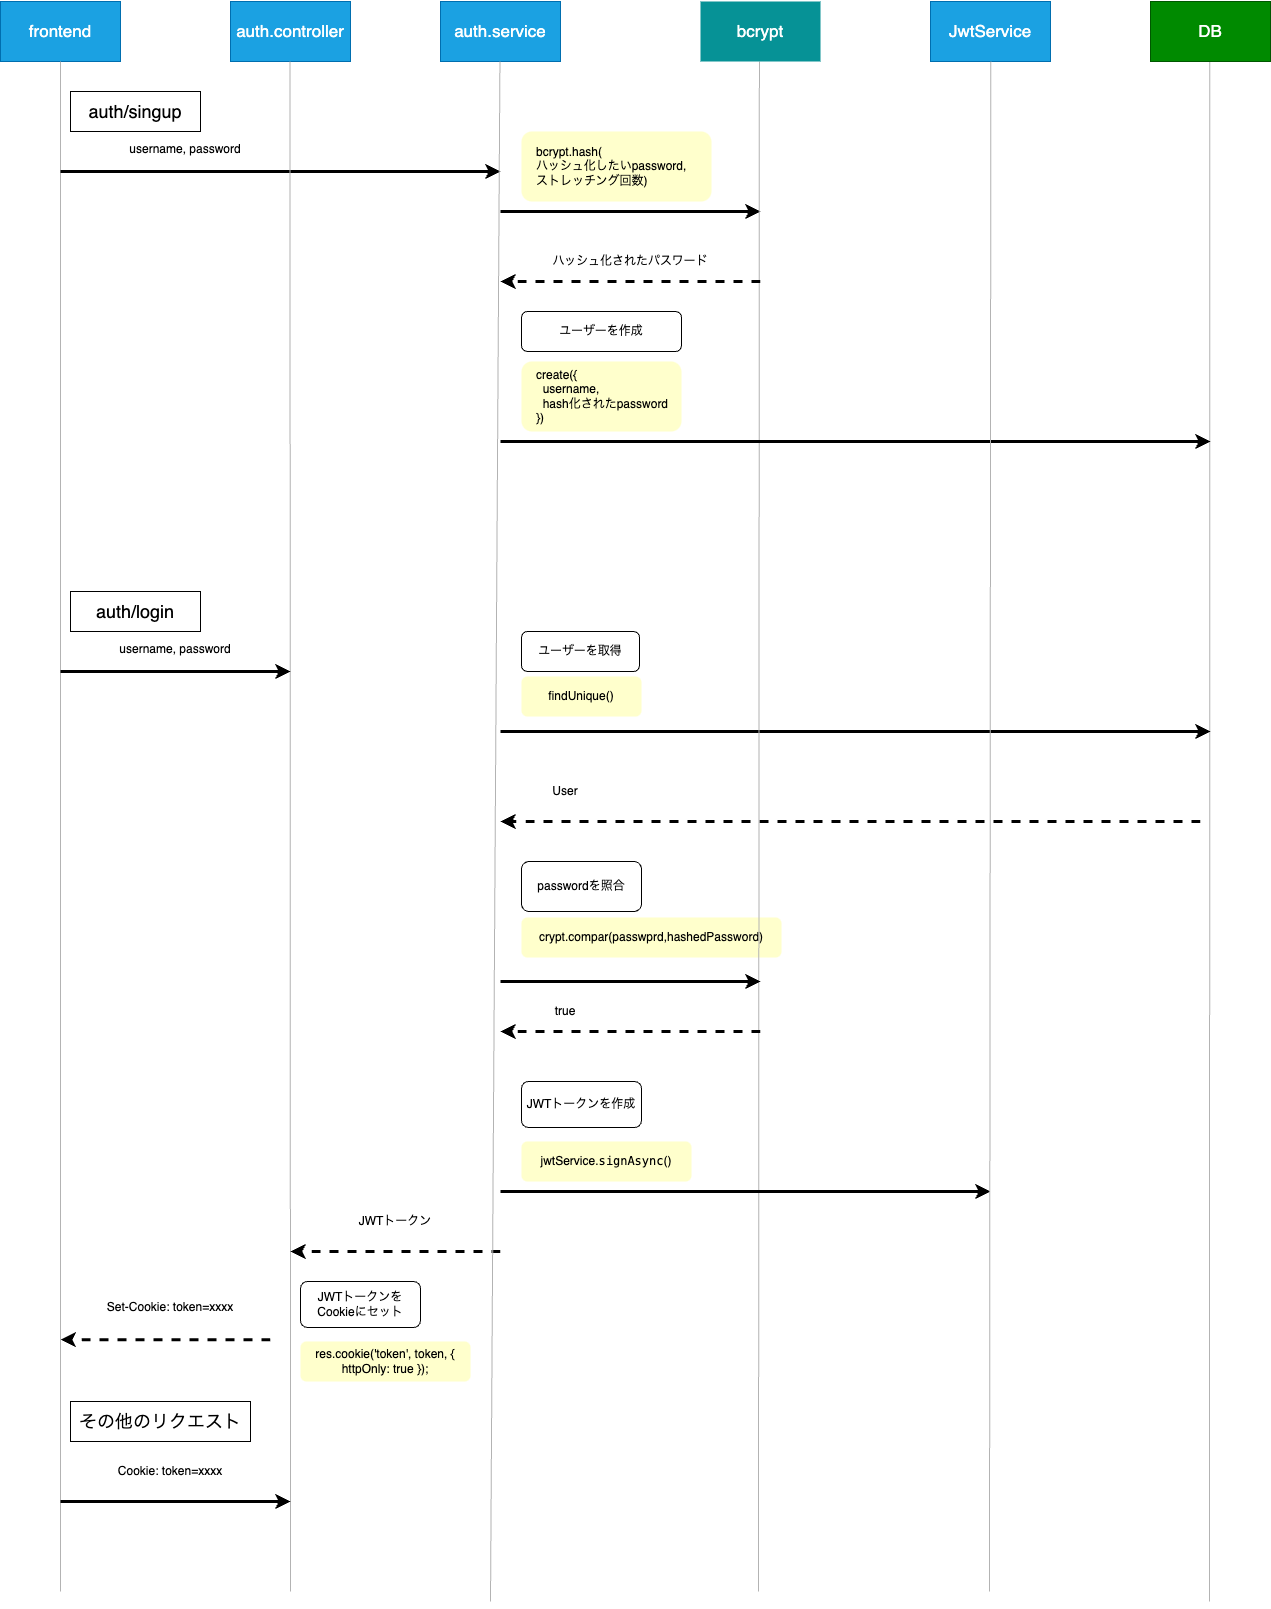 frontend
auth.controller
auth.service
bcrypt
JwtService
DB
auth/singup
username, password
bcrypt.hash(
ハッシュ化したいpassword,
ストレッチング回数)
ハッシュ化されたパスワード
ユーザーを作成
create({
username,
hash化されたpassword
})
auth/login
username, password
ユーザーを取得
findUnique()
User
passwordを照合
crypt.compar(passwprd,hashedPassword)
true
JWTトークンを作成
jwtService.signAsync()
JWTトークン
JWTトークンを
Cookieにセット
Set-Cookie: token=xxxx
res.cookie('token', token, {
httpOnly: true });
その他のリクエスト
Cookie: token=xxxx